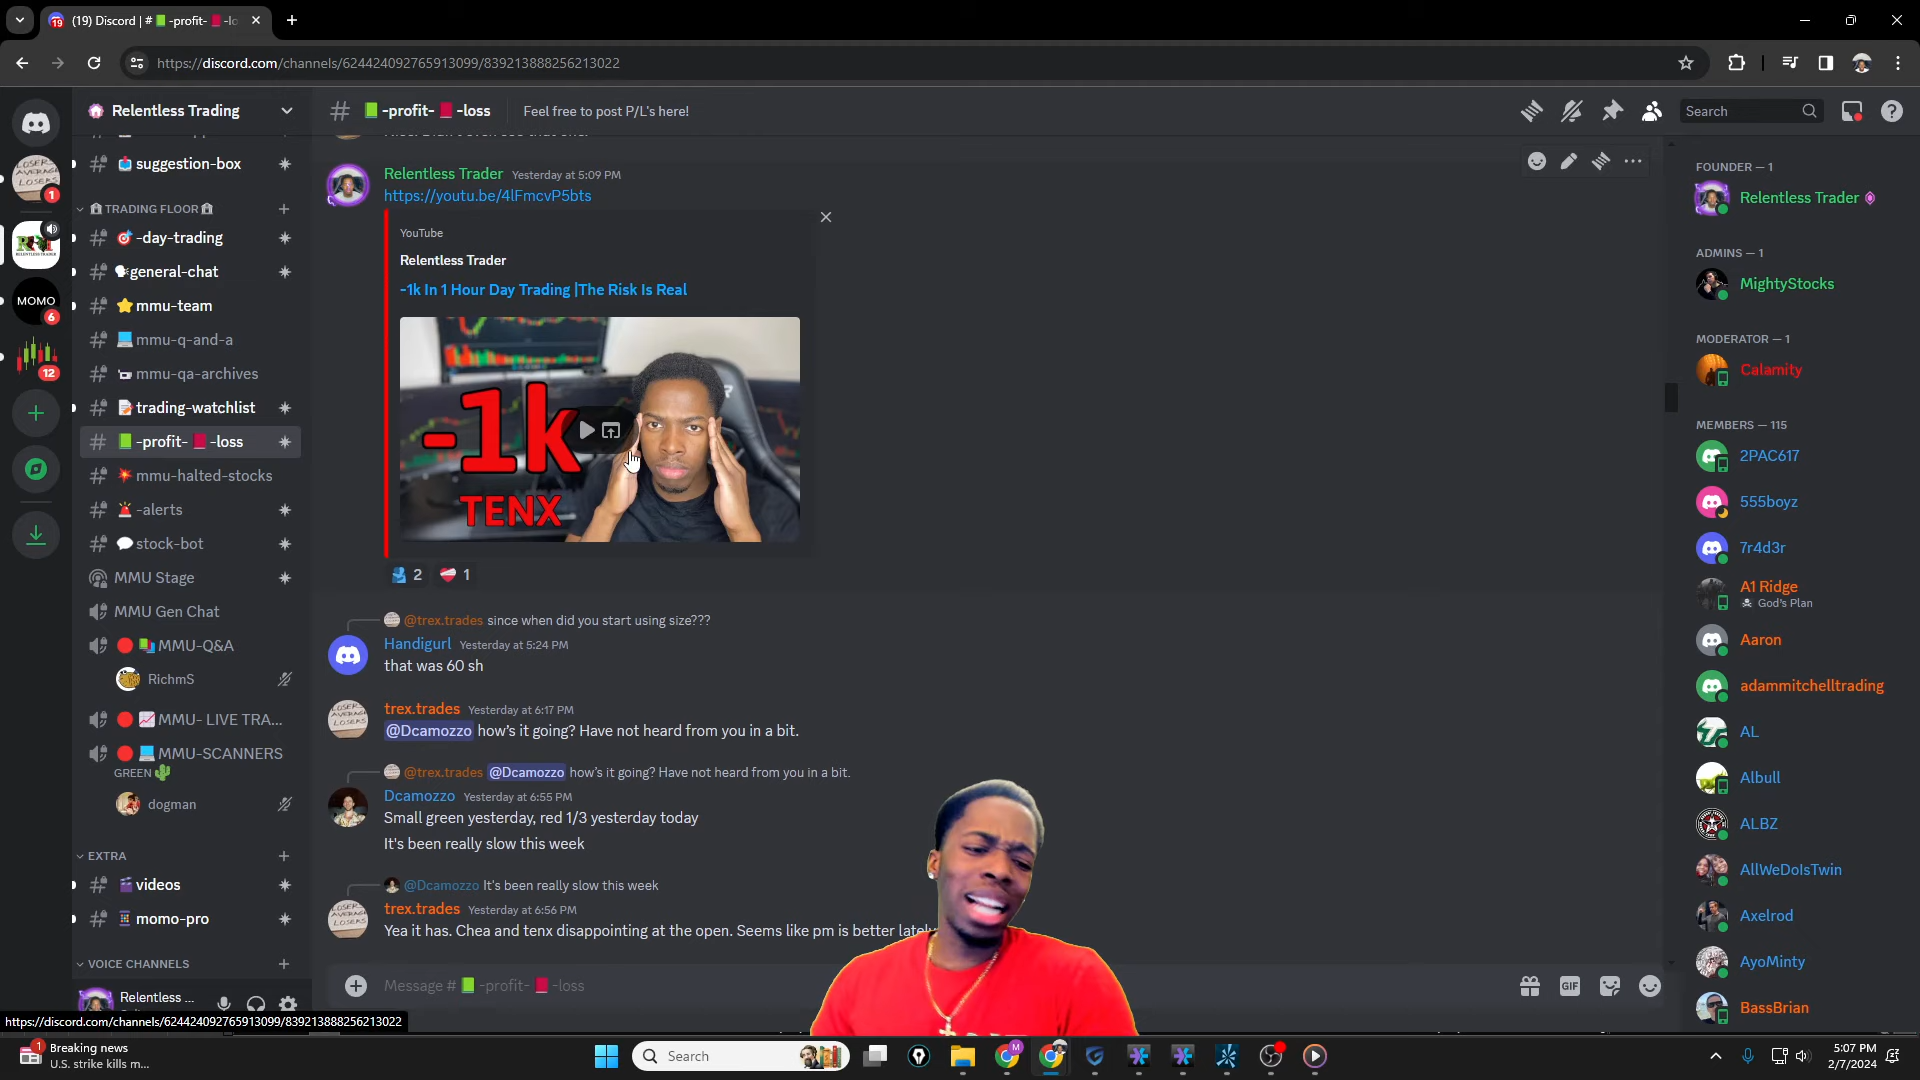 (19) Discord | # -profit- -lo
https://discord.com/channels/624424092765913099/839213888256213022
Relentless Trading
# -profit- -loss
Feel free to post P/L's here!
Search
suggestion-box
TRADING FLOOR
-day-trading
general-chat
mmu-team
mmu-q-and-a
mmu-qa-archives
trading-watchlist
-profit- -loss
mmu-halted-stocks
-alerts
stock-bot
MMU Stage
MMU Gen Chat
MMU-Q&A
RichmS
MMU- LIVE TRA...
MMU-SCANNERS
GREEN
dogman
EXTRA
videos
momo-pro
VOICE CHANNELS
Relentless ...
https://discord.com/channels/624424092765913099/839213888256213022
LOSERS
AVERAGE
LOSERS
1
RELENTLESS TRADER
MOMO
6
12
Relentless Trader Yesterday at 5:09 PM
https://youtu.be/4lFmcvP5bts
YouTube
Relentless Trader
-1k In 1 Hour Day Trading |The Risk Is Real
-1k
TENX
2
1
@trex.trades since when did you start using size???
Handigurl Yesterday at 5:24 PM
that was 60 sh
trex.trades Yesterday at 6:17 PM
@Dcamozzo how's it going? Have not heard from you in a bit.
@trex.trades @Dcamozzo how's it going? Have not heard from you in a bit.
Dcamozzo Yesterday at 6:55 PM
Small green yesterday, red 1/3 yesterday today
It's been really slow this week
@Dcamozzo It's been really slow this week
trex.trades Yesterday at 6:56 PM
Yea it has. Chea and tenx disappointing at the open. Seems like pm is better lately
Message # -profit- -loss
GIF
FOUNDER — 1
Relentless Trader
ADMINS — 1
MightyStocks
MODERATOR — 1
Calamity
MEMBERS — 115
2PAC617
555boyz
7r4d3r
A1 Ridge
God's Plan
Aaron
adammitchelltrading
AL
Albull
ALBZ
AllWeDoIsTwin
Axelrod
AyoMinty
BassBrian
1
Breaking news
U.S. strike kills m...
Search
5:07 PM
2/7/2024